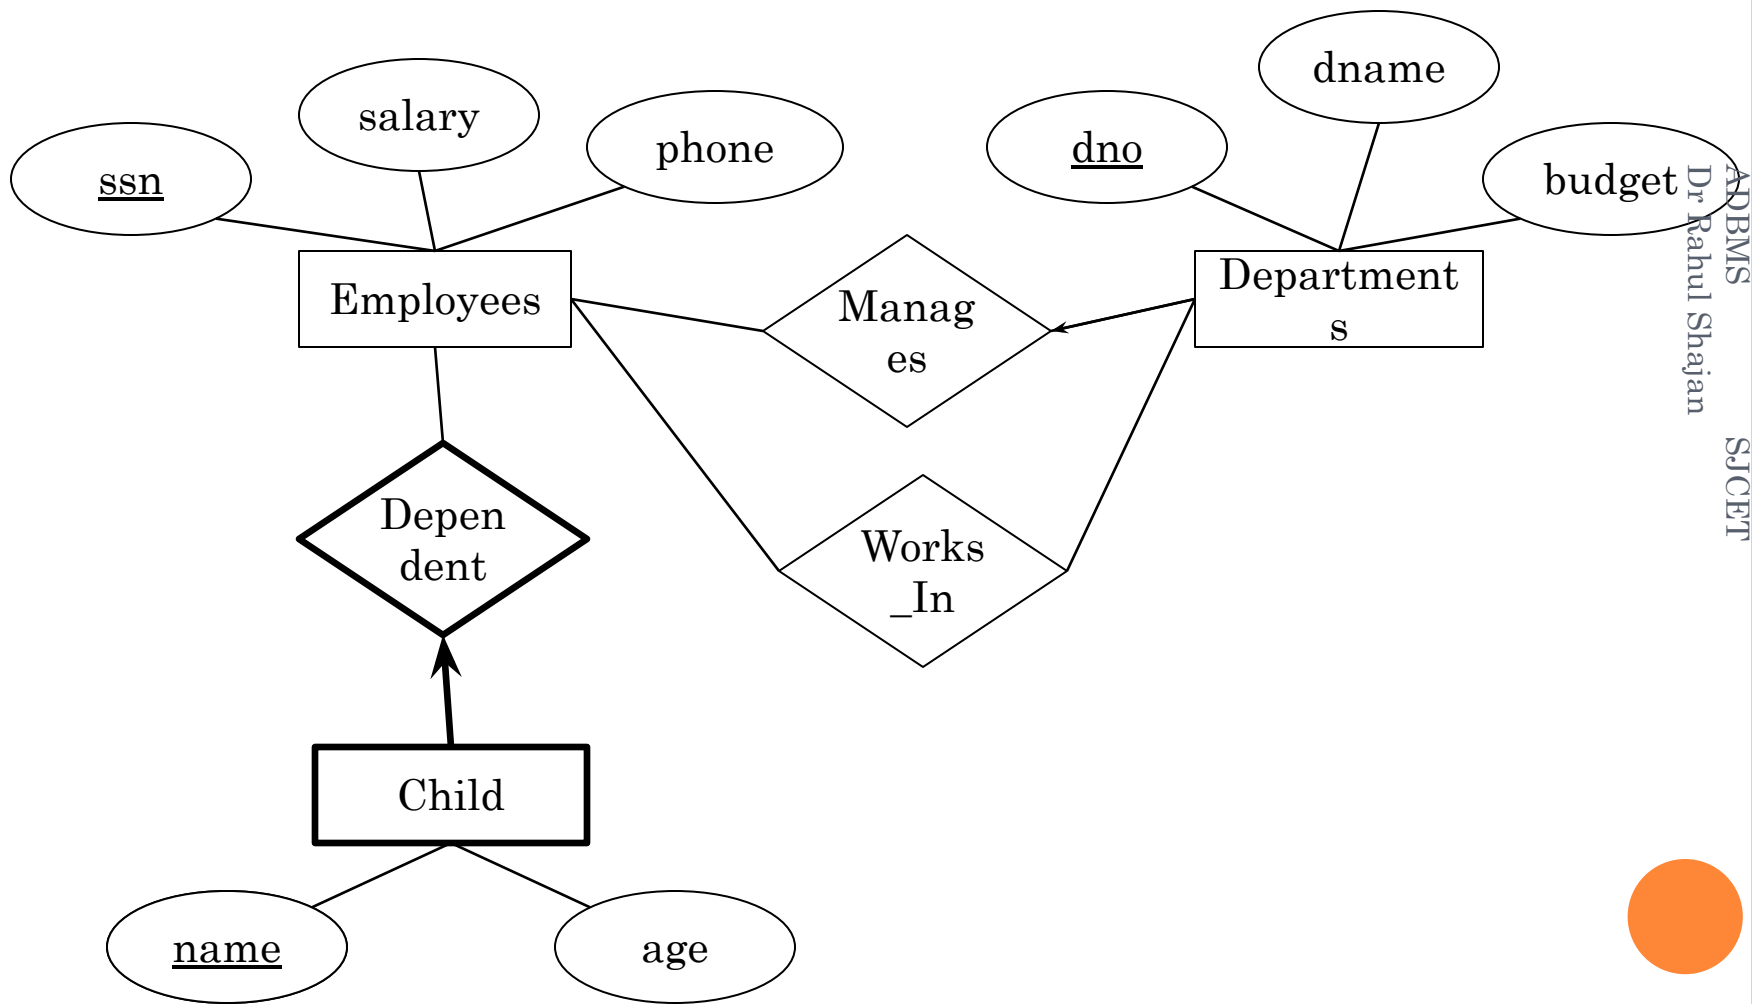 dname
salary
phone
dno
ssn
budget
Employees
Manag
es
Department
s
Depen
dent
Works
_In
Child
name
age
ADBMS SJCET
Dr Rahul Shajan